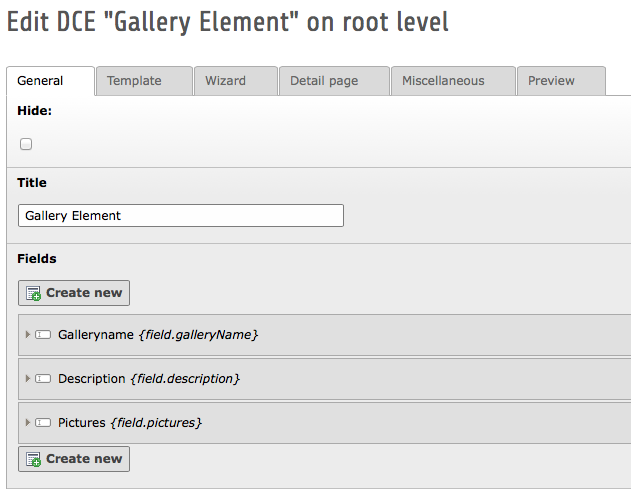 Edit DCE "Gallery Element" on root level
General Template Wizard Detail page Miscellaneous Preview
Hide:
Title
Gallery Element
Fields
Create new
Galleryname {field.galleryName}
Description {field.description}
Pictures {field.pictures}
Create new